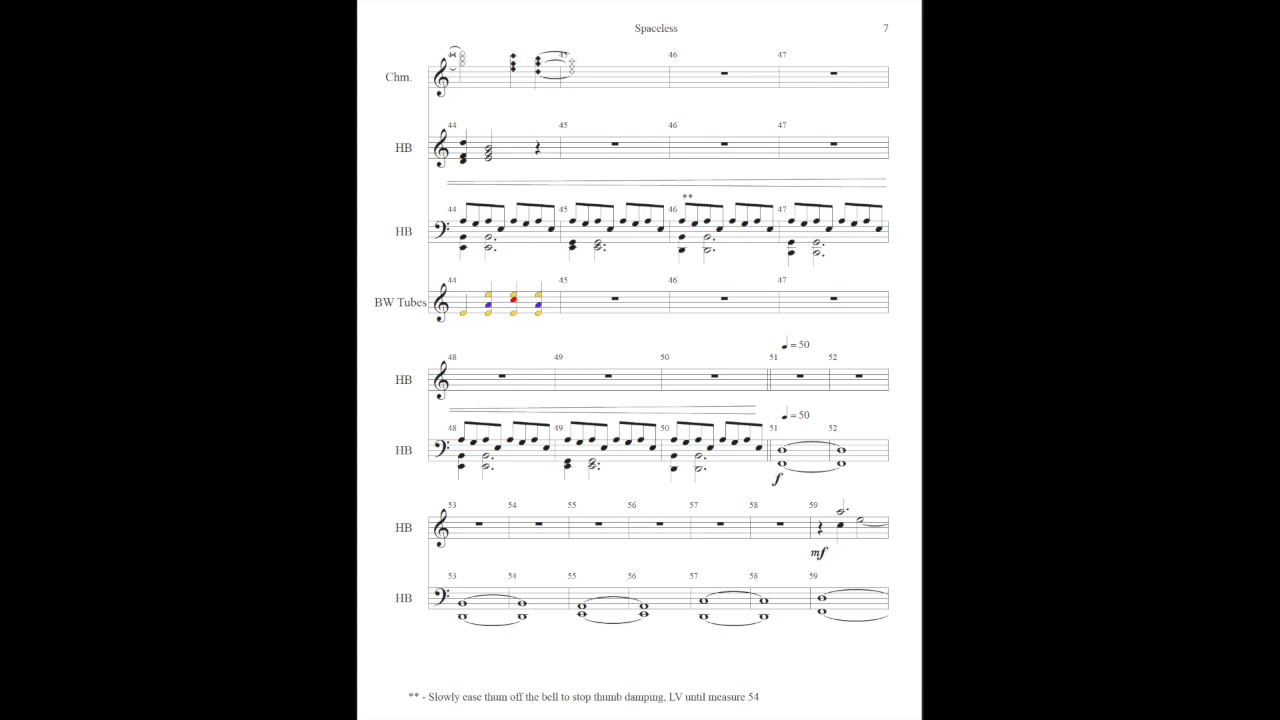 Spaceless 7
44 45 46 47
Chm.
44 45 46 47
HB
**
44 45 46 47
HB
44 45 46 47
BW Tubes
= 50
48 49 50 51 52
HB
= 50
48 49 50 51 52
HB
f
53 54 55 56 57 58 59
HB
mf
53 54 55 56 57 58 59
HB
** - Slowly ease thum off the bell to stop thumb damping, LV until measure 54